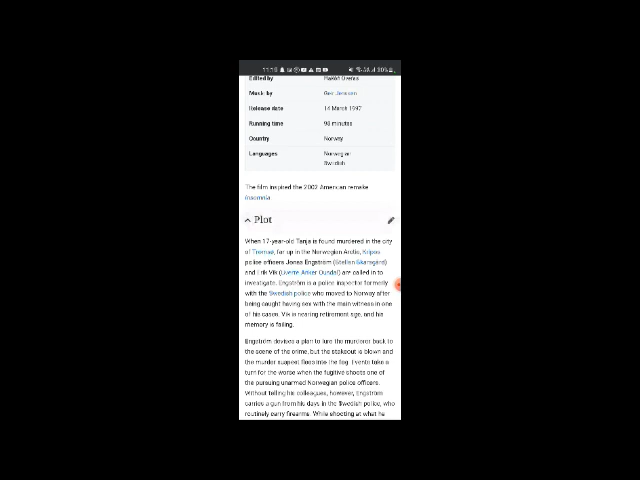 11:16
Edited by
Music by Geir Jenssen
Release date 14 March 1997
Running time 96 minutes
Country Norway
Languages Norwegian
Swedish
The film inspired the 2002 American remake
Insomnia.
Plot
When 17-year-old Tanja is found murdered in the city
of Tromsø, far up in the Norwegian Arctic, Kripos
police officers Jonas Engström (Stellan Skarsgård)
and Erik Vik (Sverre Anker Ousdal) are called in to
investigate. Engström is a police inspector formerly
with the Swedish police who moved to Norway after
being caught having sex with the main witness in one
of his cases. Vik is nearing retirement age, and his
memory is failing.
Engström devises a plan to lure the murderer back to
the scene of the crime, but the stakeout is blown and
the murder suspect flees into the fog. Events take a
turn for the worse when the fugitive shoots one of
the pursuing unarmed Norwegian police officers.
Without telling his colleagues, however, Engström
carries a gun from his days in the Swedish police, who
routinely carry firearms. While shooting at what he